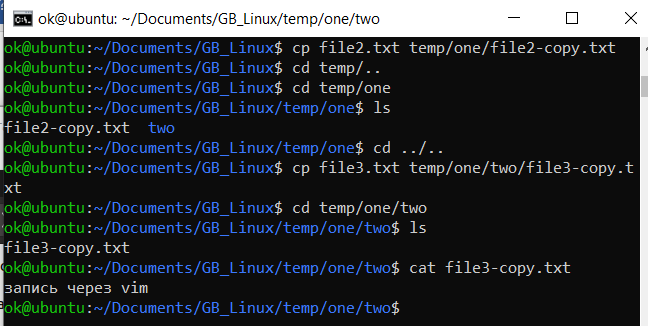 ok@ubuntu: ~/Documents/GB_Linux/temp/one/two
ok@ubuntu:~/Documents/GB_Linux$ cp file2.txt temp/one/file2-copy.txt
ok@ubuntu:~/Documents/GB_Linux$ cd temp/..
ok@ubuntu:~/Documents/GB_Linux$ cd temp/one
ok@ubuntu:~/Documents/GB_Linux/temp/one$ ls
file2-copy.txt  two
ok@ubuntu:~/Documents/GB_Linux/temp/one$ cd ../..
ok@ubuntu:~/Documents/GB_Linux$ cp file3.txt temp/one/two/file3-copy.t
xt
ok@ubuntu:~/Documents/GB_Linux$ cd temp/one/two
ok@ubuntu:~/Documents/GB_Linux/temp/one/two$ ls
file3-copy.txt
ok@ubuntu:~/Documents/GB_Linux/temp/one/two$ cat file3-copy.txt
запись через vim
ok@ubuntu:~/Documents/GB_Linux/temp/one/two$